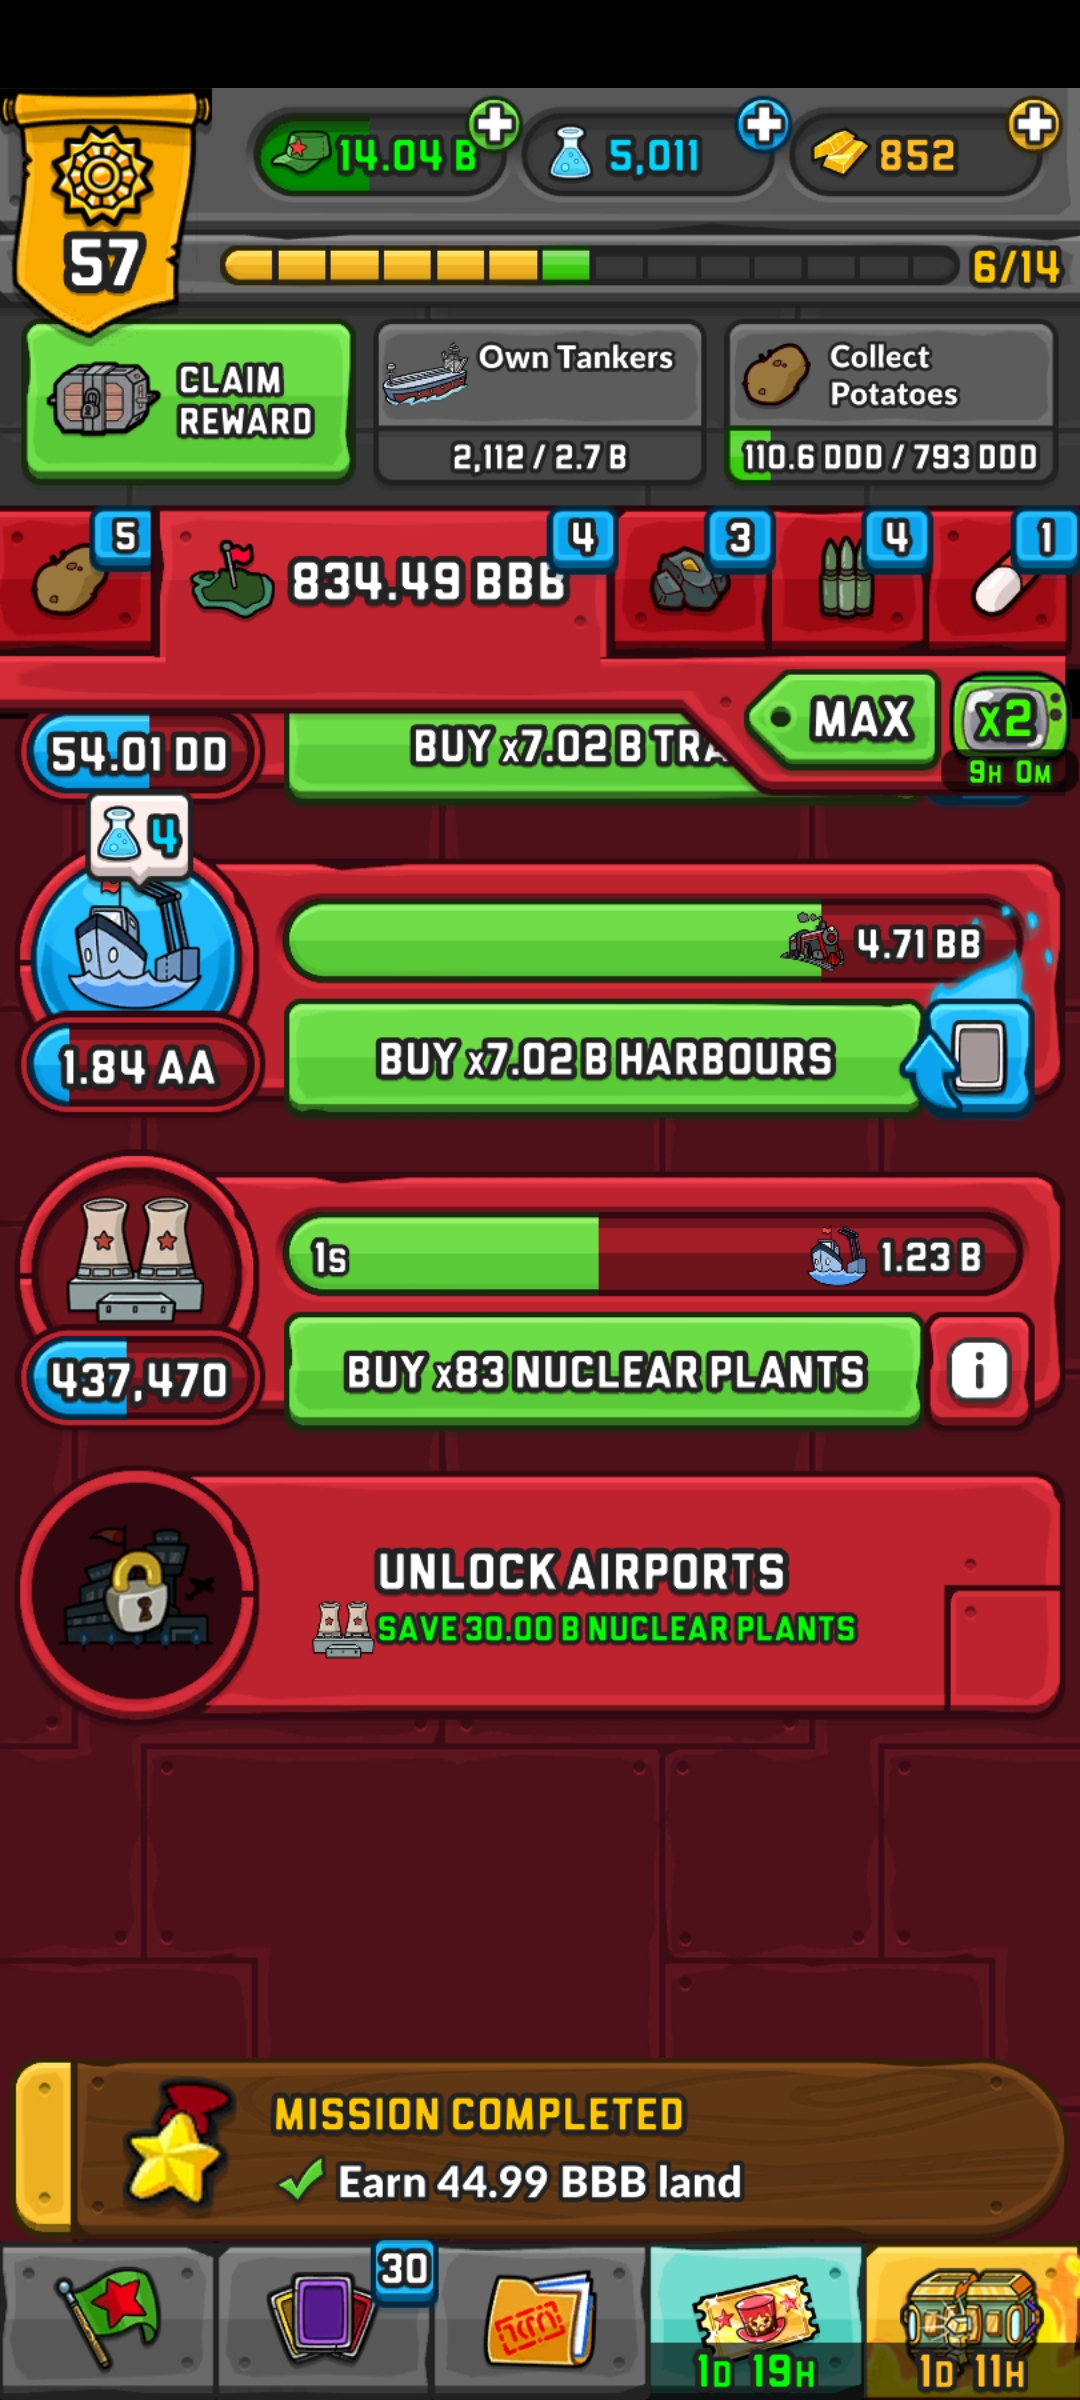 14.04 B
5,011
852
57
6/14
CLAIM
REWARD
Own Tankers
2,112 / 2.7 B
Collect
Potatoes
110.6 DDD / 793 DDD
5
834.49 BBB
4
3
4
1
MAX
x2
9H 0M
54.01 DD
BUY x7.02 B
4
4.71 BB
1.84 AA
BUY x7.02 B HARBOURS
1s
1.23 B
437,470
BUY x83 NUCLEAR PLANTS
i
UNLOCK AIRPORTS
SAVE 30.00 B NUCLEAR PLANTS
MISSION COMPLETED
Earn 44.99 BBB land
30
1D 19H
1D 11H